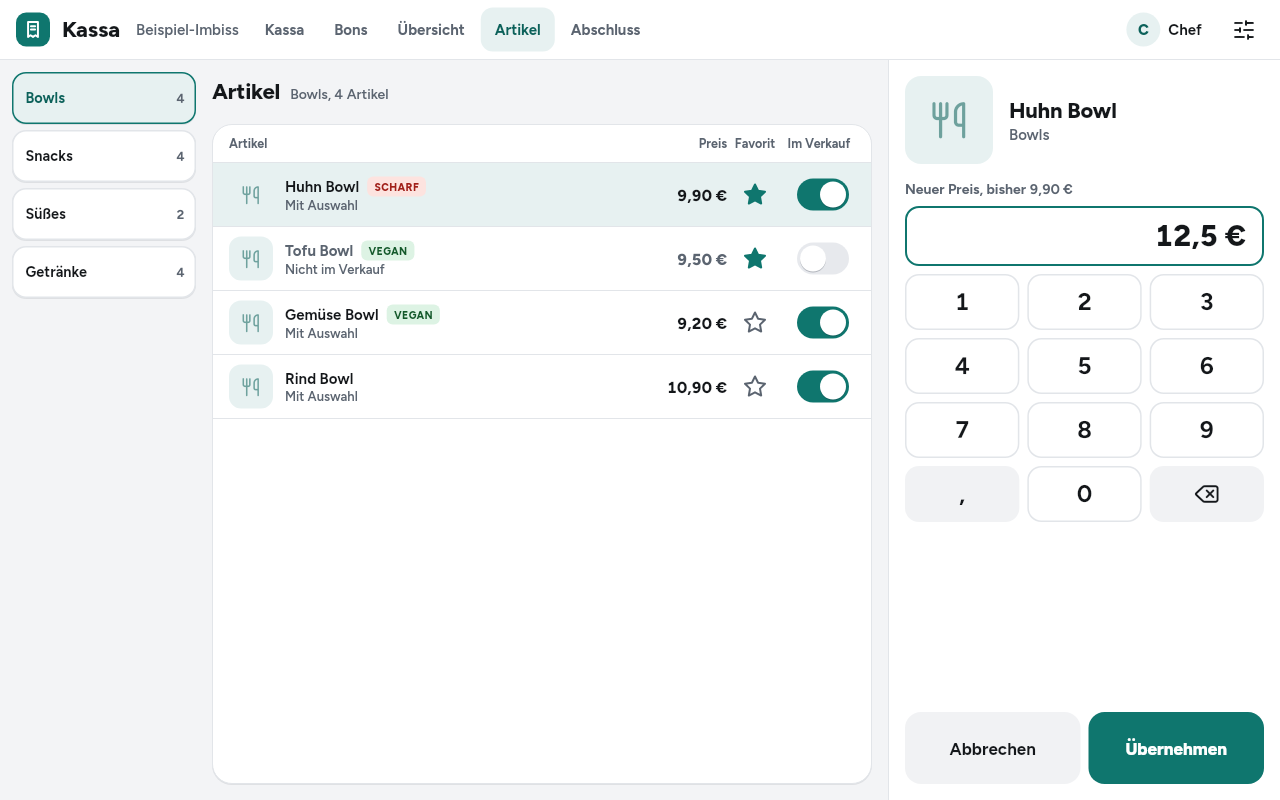 Kassa Beispiel-Imbiss Kassa Bons Übersicht Artikel Abschluss C Chef
Bowls 4
Snacks 4
Süßes 2
Getränke 4
Artikel Bowls, 4 Artikel
Artikel Preis Favorit Im Verkauf
Huhn Bowl SCHARF 9,90 €
Mit Auswahl
Tofu Bowl VEGAN 9,50 €
Nicht im Verkauf
Gemüse Bowl VEGAN 9,20 €
Mit Auswahl
Rind Bowl 10,90 €
Mit Auswahl
Huhn Bowl
Bowls
Neuer Preis, bisher 9,90 €
12,5 €
1 2 3
4 5 6
7 8 9
, 0
Abbrechen Übernehmen